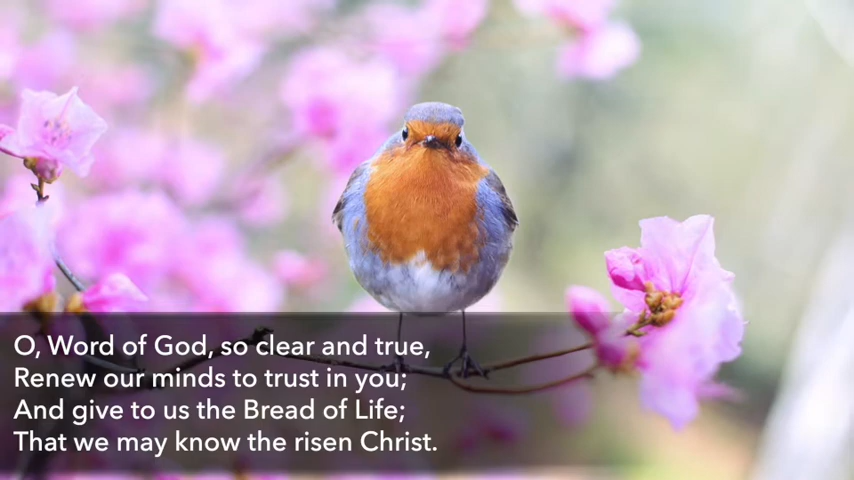 O, Word of God, so clear and true,
Renew our minds to trust in you;
And give to us the Bread of Life;
That we may know the risen Christ.